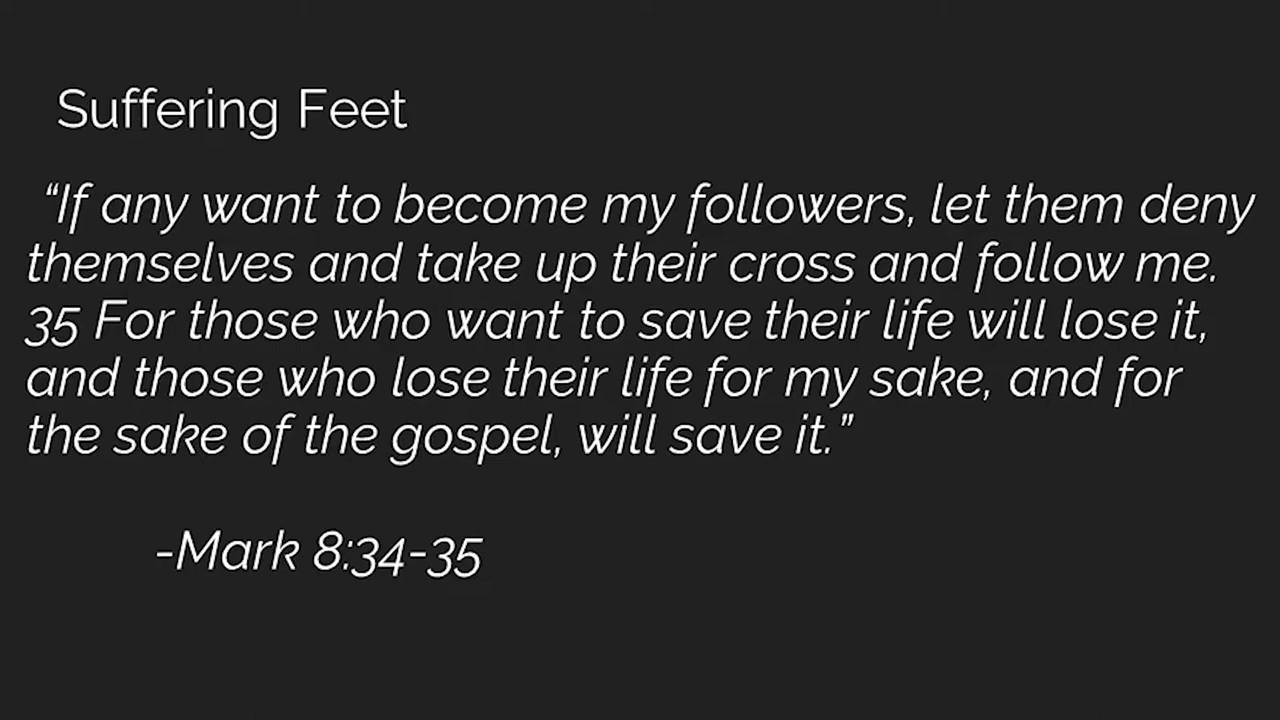 Suffering Feet
“If any want to become my followers, let them deny
themselves and take up their cross and follow me.
35 For those who want to save their life will lose it,
and those who lose their life for my sake, and for
the sake of the gospel, will save it.”
-Mark 8:34-35